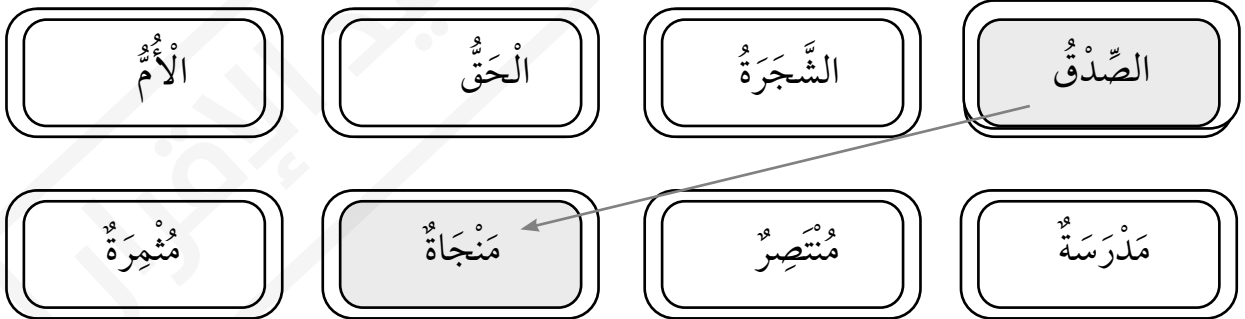 الصِّدْقُ الشَّجَرَةُ الْحَقُّ الْأُمُّ
مَدْرَسَةٌ مُنْتَصِرٌ مَنْجَاةٌ مُثْمِرَةٌ